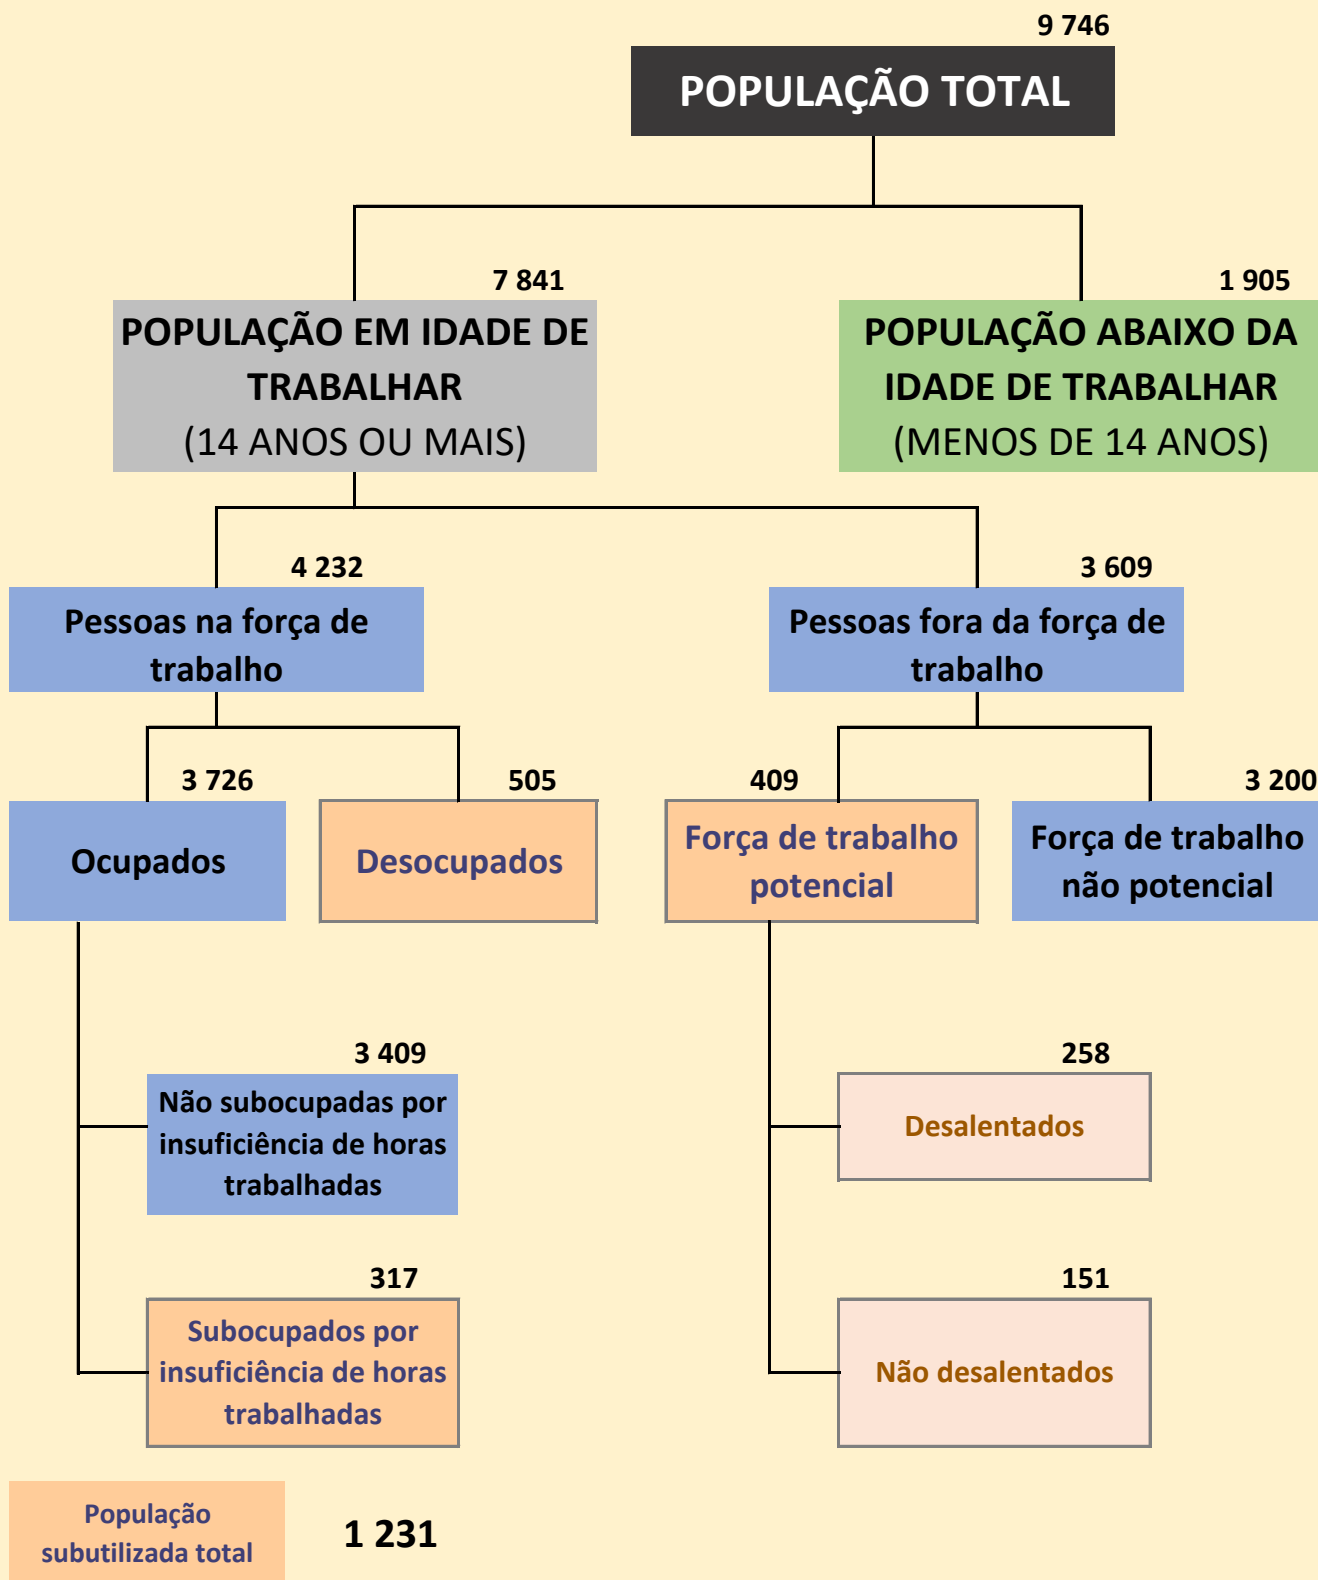 9 746
POPULAÇÃO TOTAL
7 841
POPULAÇÃO EM IDADE DE
TRABALHAR
(14 ANOS OU MAIS)
1 905
POPULAÇÃO ABAIXO DA
IDADE DE TRABALHAR
(MENOS DE 14 ANOS)
4 232
Pessoas na força de
trabalho
3 609
Pessoas fora da força de
trabalho
3 726
Ocupados
505
Desocupados
409
Força de trabalho
potencial
3 200
Força de trabalho
não potencial
3 409
Não subocupadas por
insuficiência de horas
trabalhadas
258
Desalentados
317
Subocupados por
insuficiência de horas
trabalhadas
151
Não desalentados
População
subutilizada total
1 231